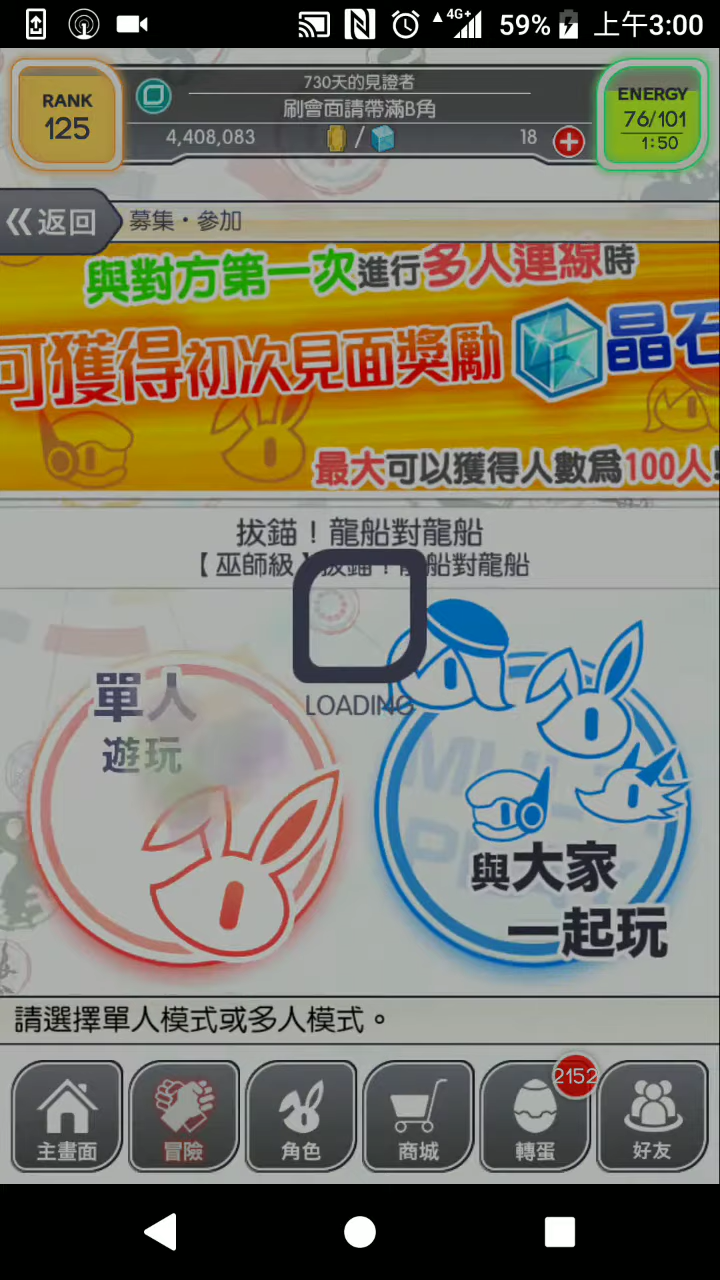 4G+ 59% 上午3:00
RANK
125
730天的見證者
刷會面請帶滿B角
4,408,083 / 18
ENERGY
76/101
1:50
返回
募集·參加
與對方第一次進行多人連線時
可獲得初次見面獎勵 晶石
最大可以獲得人數為100人!
拔錨！龍船對龍船
【巫師級】拔錨！龍船對龍船
LOADING
單人
遊玩
MULTI
PLAY
與大家
一起玩
請選擇單人模式或多人模式。
2152
主畫面 冒險 角色 商城 轉蛋 好友